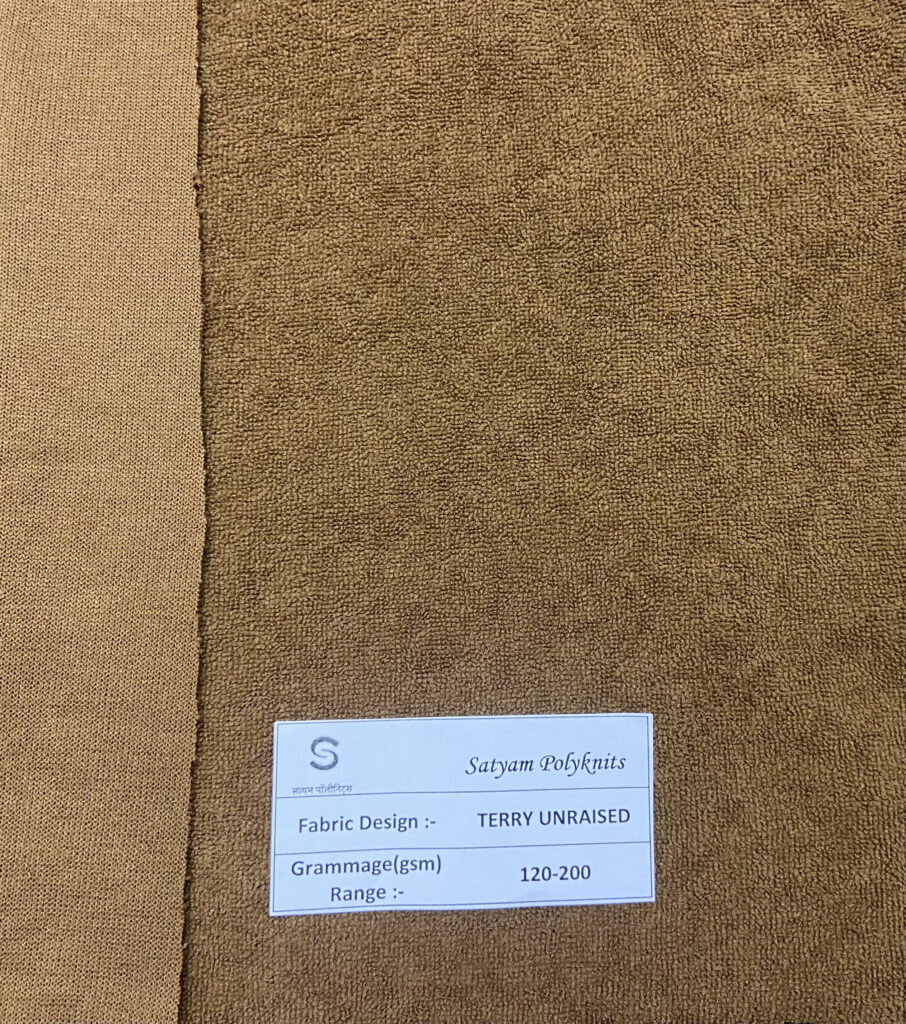 Satyam Polyknits
सत्यम पॉलीनिट्स
Fabric Design :- TERRY UNRAISED
Grammage(gsm)
Range :- 120-200